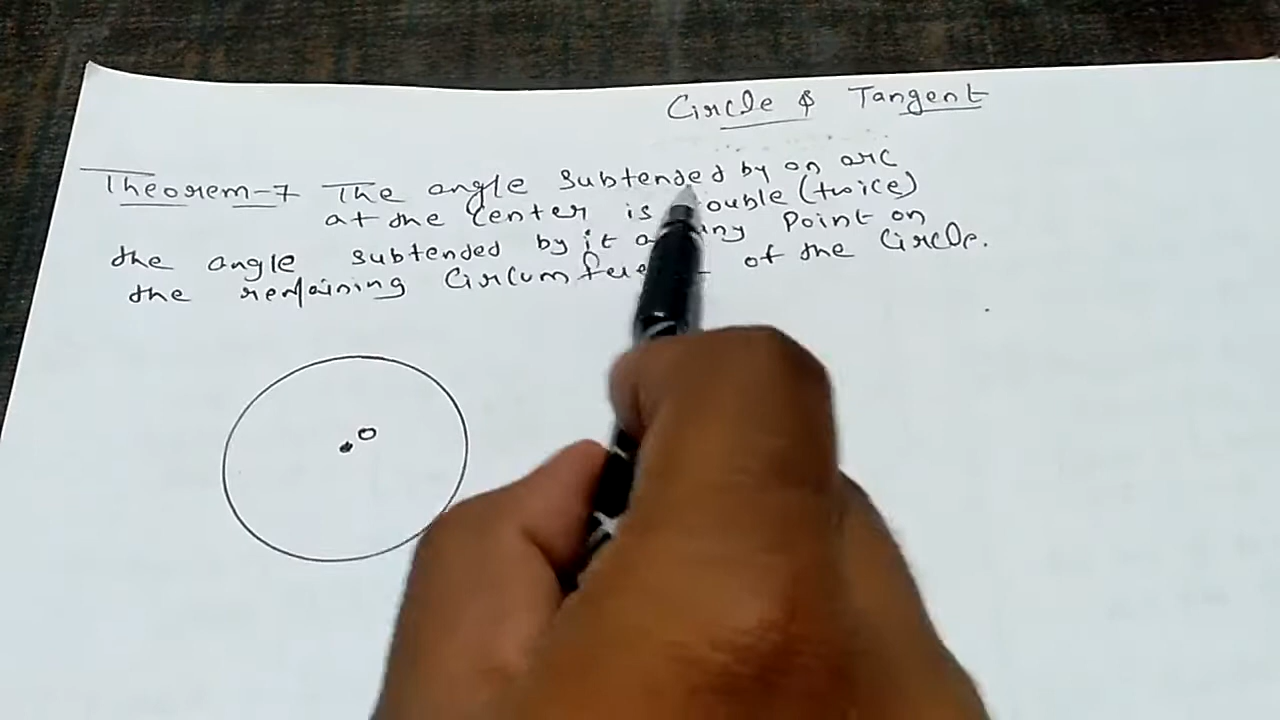 Circle & Tangent
Theorem-7 The angle subtended by an arc
at the center is double (twice)
the angle subtended by it any point on
the remaining of the circle.
O